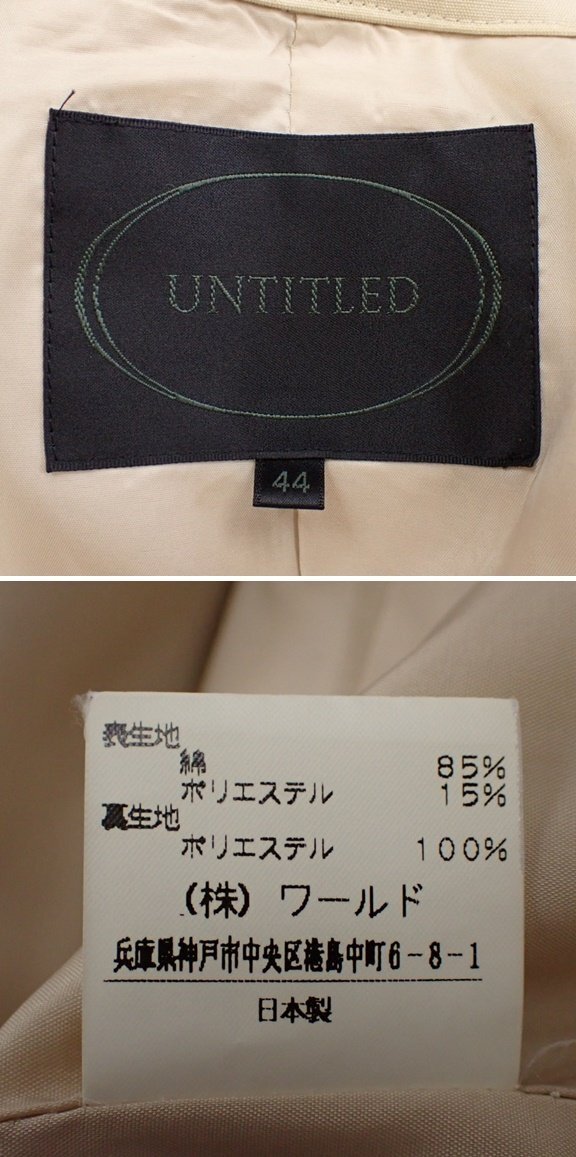 UNTITLED
44
表生地
綿 85%
ポリエステル 15%
裏生地
ポリエステル 100%
(株)ワールド
兵庫県神戸市中央区港島中町6-8-1
日本製